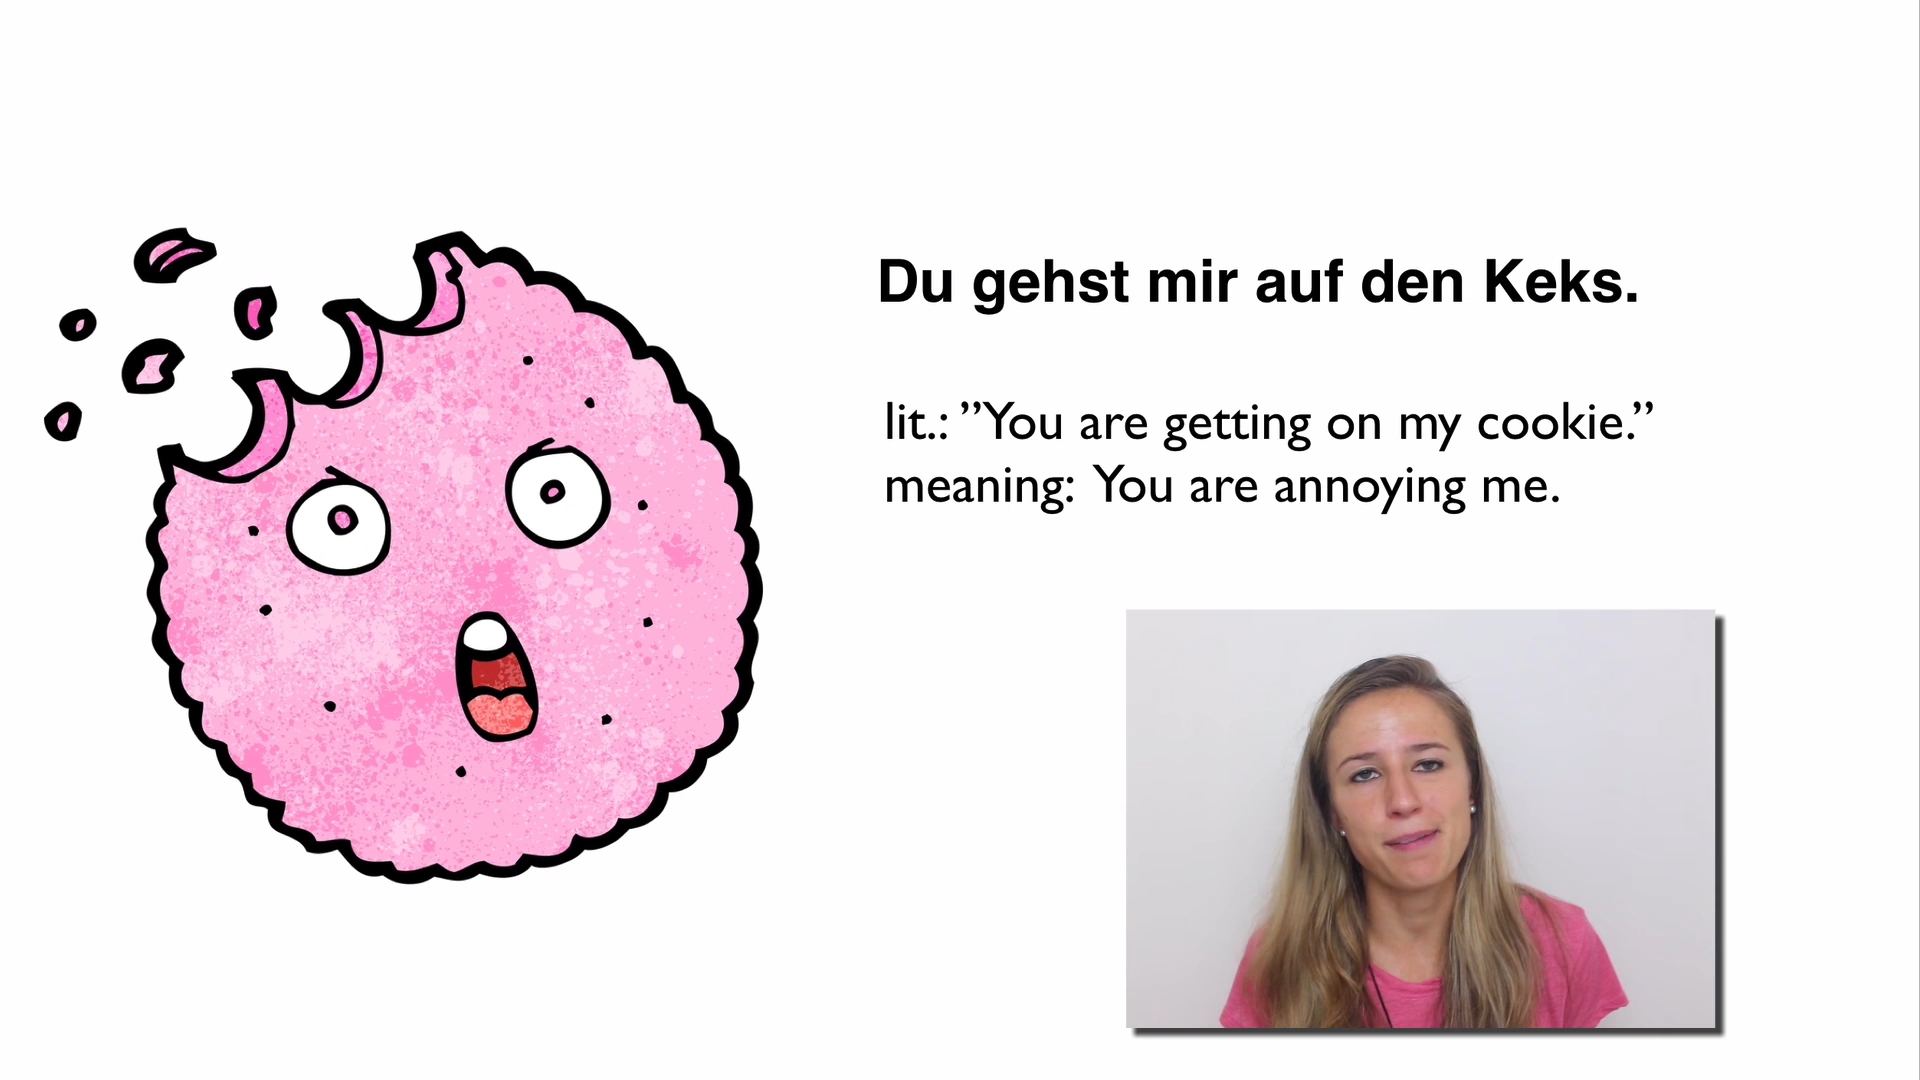 Du gehst mir auf den Keks.
lit.: ”You are getting on my cookie.”
meaning: You are annoying me.